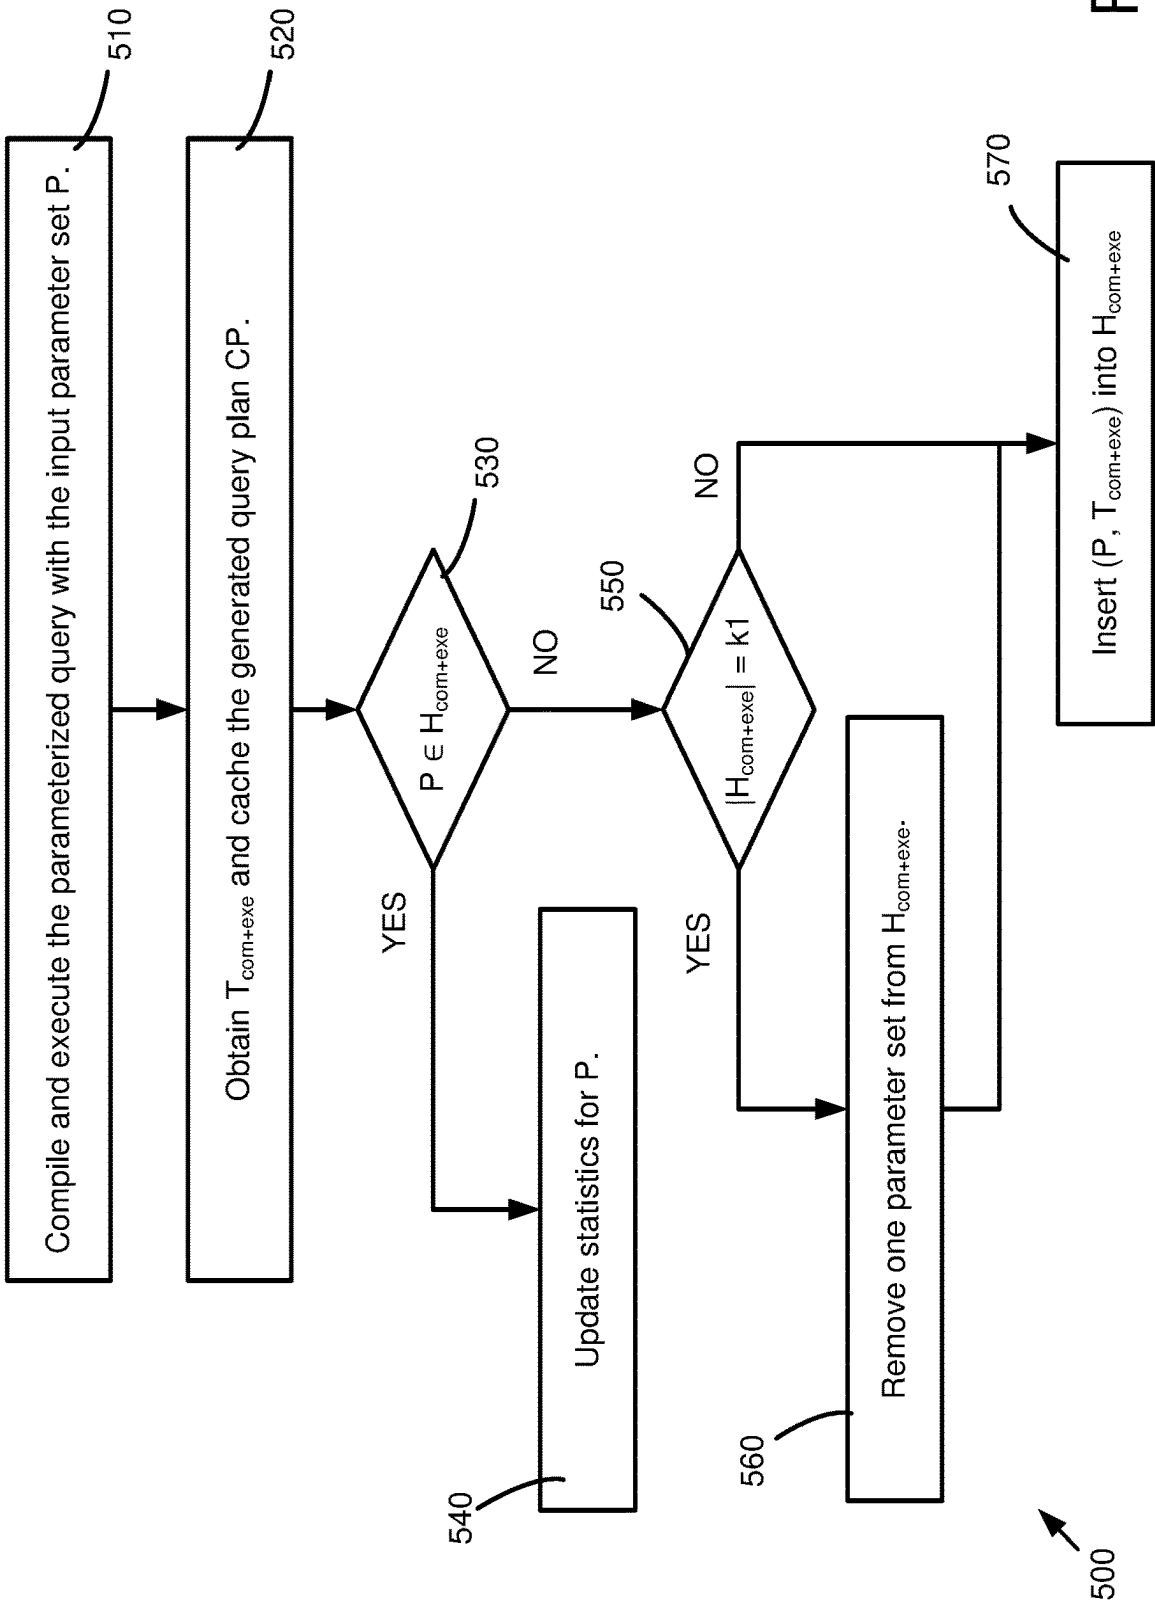 510
Compile and execute the parameterized query with the input parameter set P.
520
Obtain Tcom+exe and cache the generated query plan CP.
530
P ∈ Hcom+exe
YES
NO
540
Update statistics for P.
550
|Hcom+exe| = k1
YES
NO
560
Remove one parameter set from Hcom+exe.
570
Insert (P, Tcom+exe) into Hcom+exe
500